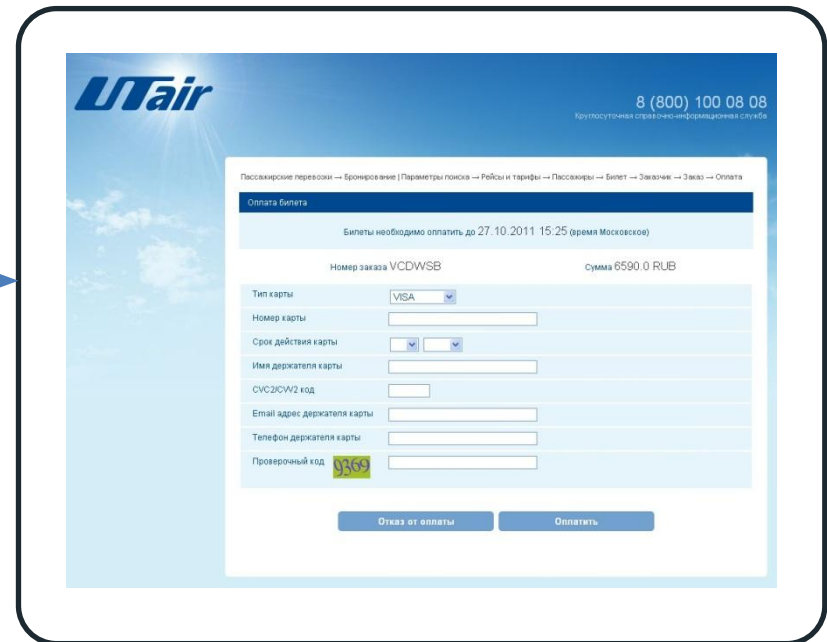 UTair
8 (800) 100 08 08
Круглосуточная справочно-информационная служба
Пассажирские перевозки → Бронирование | Параметры поиска → Рейсы и тарифы → Пассажиры → Билет → Заказчик → Заказ → Оплата
Оплата билета
Билеты необходимо оплатить до 27.10.2011 15:25 (время Московское)
Номер заказа VCDWSB Сумма 6590.0 RUB
Тип карты VISA
Номер карты
Срок действия карты
Имя держателя карты
CVC2/CVV2 код
Email адрес держателя карты
Телефон держателя карты
Проверочный код 9369
Отказ от оплаты Оплатить